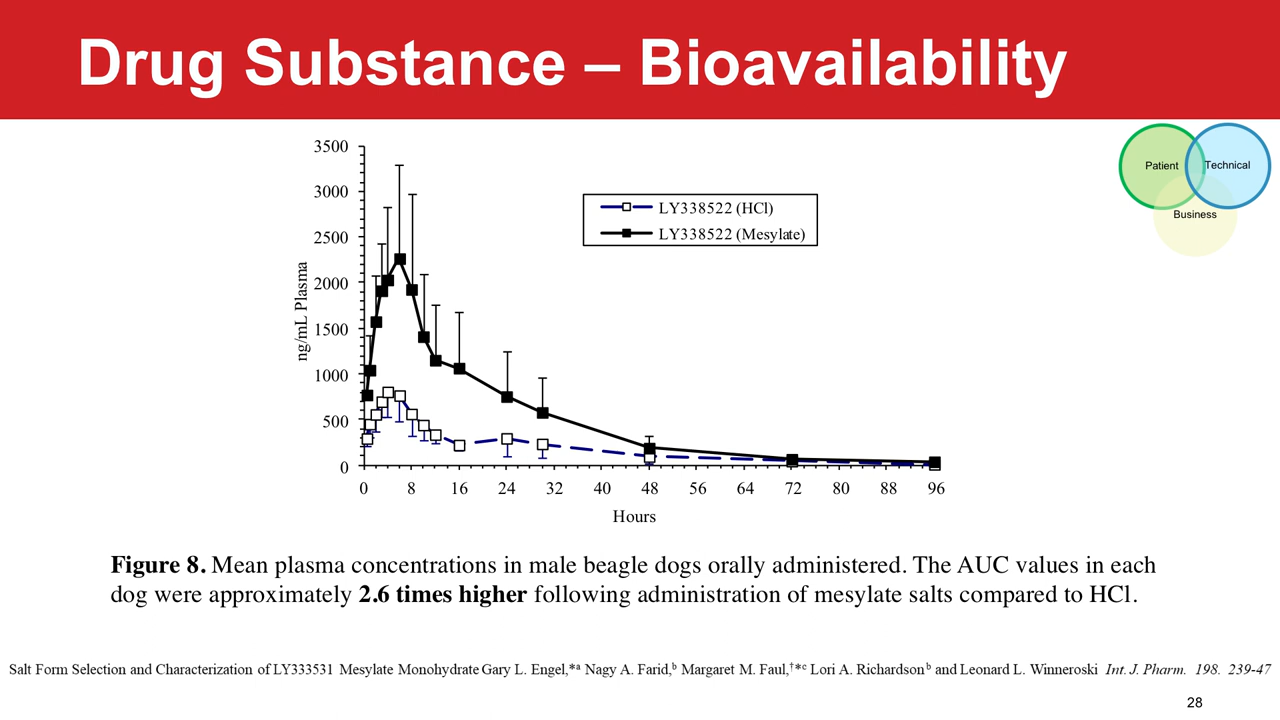 Drug Substance – Bioavailability
Patient
Technical
Business
3500
3000
2500
2000
1500
1000
500
0
ng/mL Plasma
LY338522 (HCl)
LY338522 (Mesylate)
0 8 16 24 32 40 48 56 64 72 80 88 96
Hours
Figure 8. Mean plasma concentrations in male beagle dogs orally administered. The AUC values in each
dog were approximately 2.6 times higher following administration of mesylate salts compared to HCl.
Salt Form Selection and Characterization of LY333531 Mesylate Monohydrate Gary L. Engel,*ᵃ Nagy A. Farid,ᵇ Margaret M. Faul,†*ᶜ Lori A. Richardson ᵇ and Leonard L. Winneroski Int. J. Pharm. 198. 239-47
28